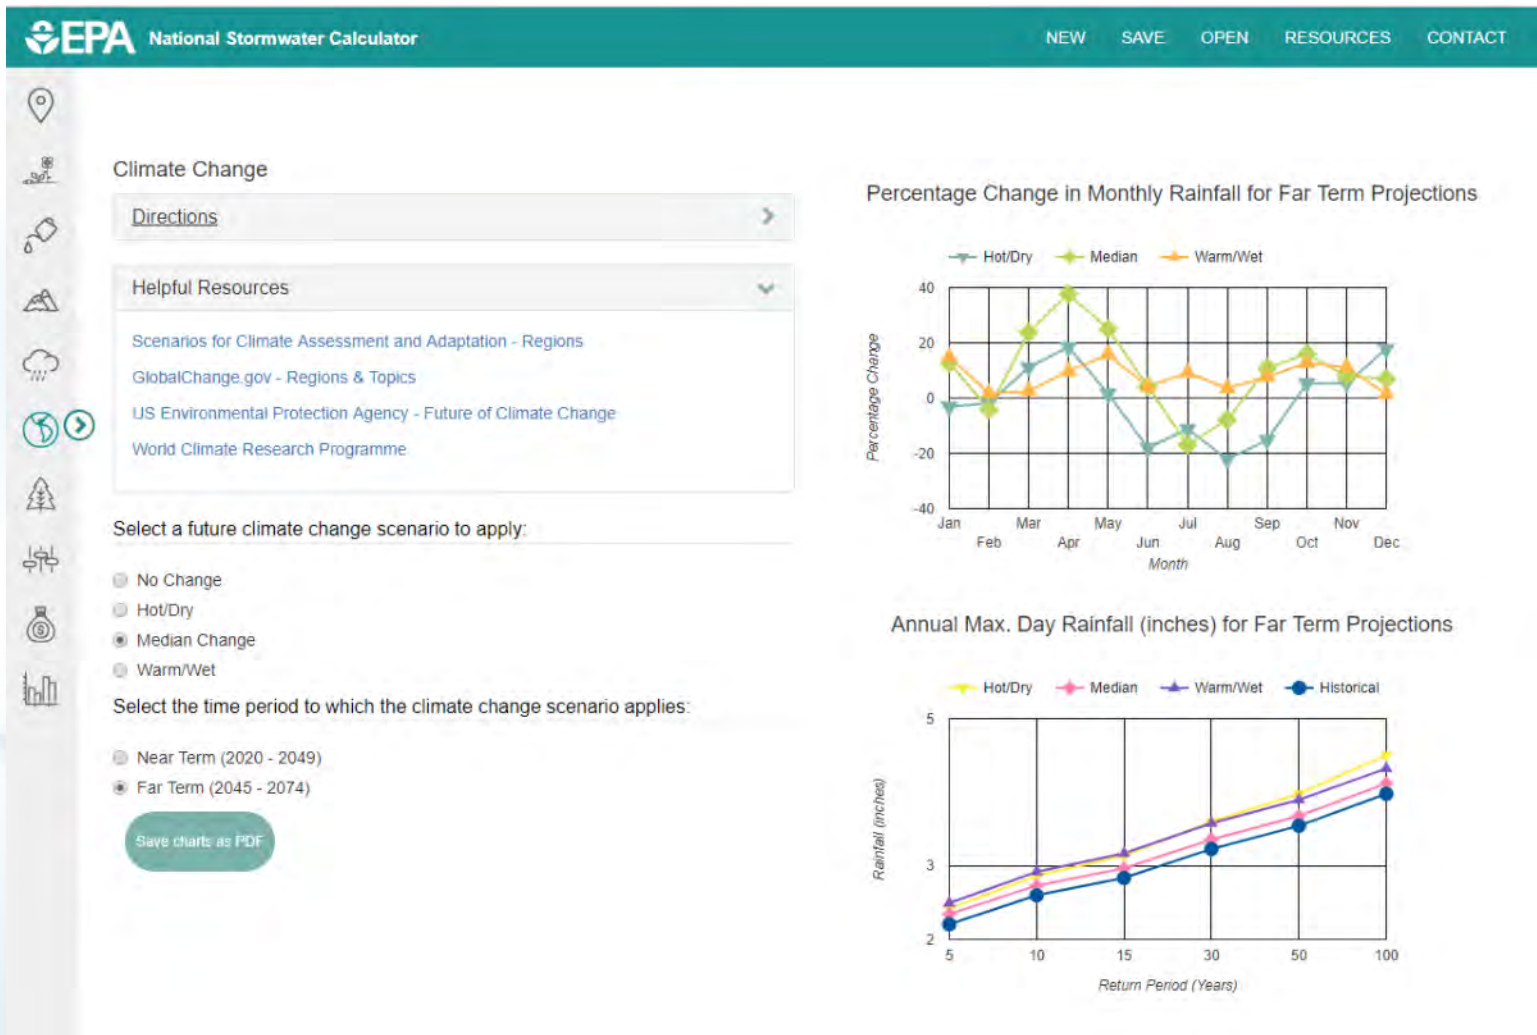 EPA National Stormwater Calculator
NEW SAVE OPEN RESOURCES CONTACT
Climate Change
Directions
Helpful Resources
Scenarios for Climate Assessment and Adaptation - Regions
GlobalChange.gov - Regions & Topics
US Environmental Protection Agency - Future of Climate Change
World Climate Research Programme
Select a future climate change scenario to apply:
No Change
Hot/Dry
Median Change
Warm/Wet
Select the time period to which the climate change scenario applies:
Near Term (2020 - 2049)
Far Term (2045 - 2074)
Save charts as PDF
Percentage Change in Monthly Rainfall for Far Term Projections
Hot/Dry Median Warm/Wet
40
20
0
-20
-40
Percentage Change
Jan Mar May Jul Sep Nov
Feb Apr Jun Aug Oct Dec
Month
Annual Max. Day Rainfall (inches) for Far Term Projections
Hot/Dry Median Warm/Wet Historical
5
3
2
Rainfall (inches)
5 10 15 30 50 100
Return Period (Years)